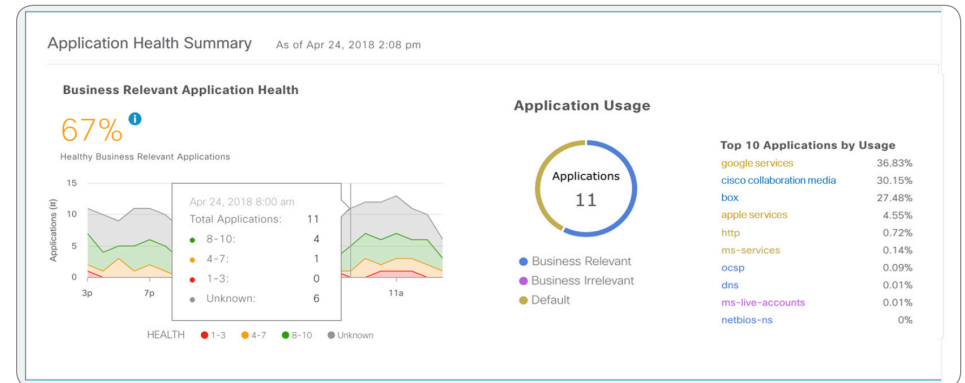 Application Health Summary As of Apr 24, 2018 2:08 pm
Business Relevant Application Health
67% i
Healthy Business Relevant Applications
15
10
5
0
Applications (#)
3p 7p 11a
Apr 24, 2018 8:00 am
Total Applications: 11
8-10: 4
4-7: 1
1-3: 0
Unknown: 6
HEALTH 1-3 4-7 8-10 Unknown
Application Usage
Applications
11
Business Relevant
Business Irrelevant
Default
Top 10 Applications by Usage
google services 36.83%
cisco collaboration media 30.15%
box 27.48%
apple services 4.55%
http 0.72%
ms-services 0.14%
ocsp 0.09%
dns 0.01%
ms-live-accounts 0.01%
netbios-ns 0%